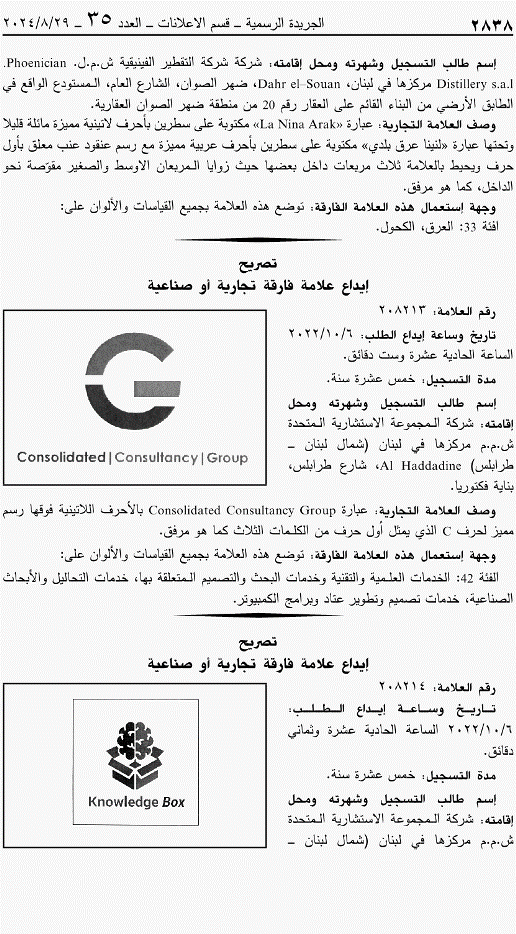 ٢٨٣٨ الجريدة الرسمية ــ قسم الاعلانات ــ العدد ٣٥ ــ ٢٠٢٤/٨/٢٩
إسم طالب التسجيل وشهرته ومحل إقامته: شركة شركة التقطير الفينيقية ش.م.ل. Phoenician.
Distillery s.a.l مركزها في لبنان، Dahr el–Souan، ضهر الصوان، الشارع العام، المستودع الواقع في
الطابق الأرضي من البناء القائم على العقار رقم 20 من منطقة ضهر الصوان العقارية.
وصف العلامة التجارية: عبارة «La Nina Arak» مكتوبة على سطرين بأحرف لاتينية مميزة مائلة قليلا
وتحتها عبارة «لنينا عرق بلدي» مكتوبة على سطرين بأحرف عربية مميزة مع رسم عنقود عنب معلق بأول
حرف ويحيط بالعلامة ثلاث مربعات داخل بعضها حيث زوايا المربعان الاوسط والصغير مقوّصة نحو
الداخل، كما هو مرفق.
وجهة إستعمال هذه العلامة الفارقة: توضع هذه العلامة بجميع القياسات والألوان على:
افئة 33: العرق، الكحول.
تصريح
إيداع علامة فارقة تجارية أو صناعية
رقم العلامة: ٢٠٨٢١٣
تاريخ وساعة إيداع الطلب: ٢٠٢٢/١٠/٦
الساعة الحادية عشرة وست دقائق.
مدة التسجيل: خمس عشرة سنة.
إسم طالب التسجيل وشهرته ومحل
إقامته: شركة المجموعة الاستشارية المتحدة
ش.م.م مركزها في لبنان (شمال لبنان ــ
طرابلس) Al Haddadine، شارع طرابلس،
بناية فكتوريا.
Consolidated | Consultancy | Group
وصف العلامة التجارية: عبارة Consolidated Consultancy Group بالأحرف اللاتينية فوقها رسم
مميز لحرف C الذي يمثل أول حرف من الكلمات الثلاث كما هو مرفق.
وجهة إستعمال هذه العلامة الفارقة: توضع هذه العلامة بجميع القياسات والألوان على:
الفئة 42: الخدمات العلمية والتقنية وخدمات البحث والتصميم المتعلقة بها، خدمات التحاليل والأبحاث
الصناعية، خدمات تصميم وتطوير عتاد وبرامج الكمبيوتر.
تصريح
إيداع علامة فارقة تجارية أو صناعية
رقم العلامة: ٢٠٨٢١٤
تاريخ وساعة إيداع الطلب:
٢٠٢٢/١٠/٦ الساعة الحادية عشرة وثماني
دقائق.
مدة التسجيل: خمس عشرة سنة.
إسم طالب التسجيل وشهرته ومحل
إقامته: شركة المجموعة الاستشارية المتحدة
ش.م.م مركزها في لبنان (شمال لبنان ــ
Knowledge Box